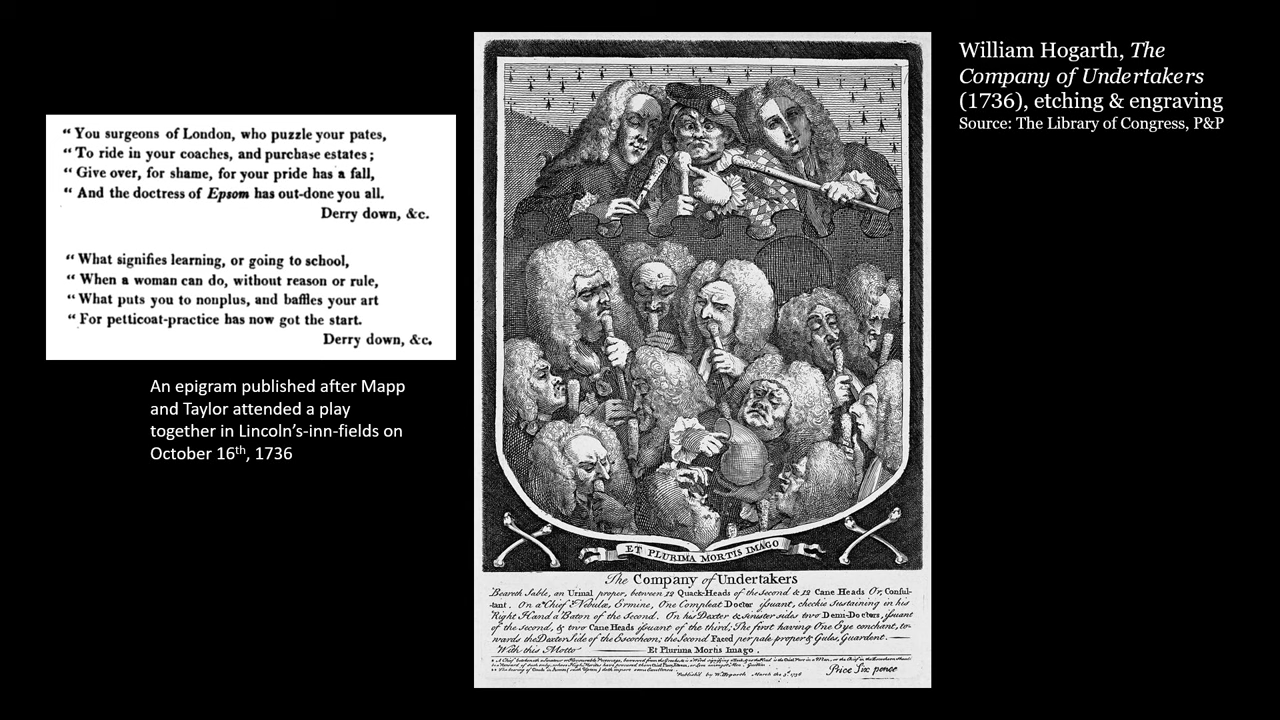 “ You surgeons of London, who puzzle your pates,
“ To ride in your coaches, and purchase estates ;
“ Give over, for shame, for your pride has a fall,
“ And the doctress of Epsom has out-done you all.
Derry down, &c.
“ What signifies learning, or going to school,
“ When a woman can do, without reason or rule,
“ What puts you to nonplus, and baffles your art
“ For petticoat-practice has now got the start.
Derry down, &c.
An epigram published after Mapp
and Taylor attended a play
together in Lincoln’s-inn-fields on
October 16th, 1736
ET PLURIMA MORTIS IMAGO
The Company of Undertakers
Beareth Sable, an Urinal proper, between 12 Quack-Heads of the Second & 12 Cane Heads Or, Consul-
tant. On a Chief Nebulæ, Ermine, One Compleat Doctor issuant, checkie sustaining in his
Right Hand a Baton of the Second. On his Dexter & Sinister sides two Demi-Doctors, issuant
of the second, & two Cane Heads issuant of the third; The first having One Eye conchant, to-
wards the Dexter Side of the Escocheon; the Second Faced per pale proper & Gules, Guardent.
With this Motto Et Plurima Mortis Imago.
Publish'd by W. Hogarth March the 3d 1736
Price Six pence
William Hogarth, The
Company of Undertakers
(1736), etching & engraving
Source: The Library of Congress, P&P